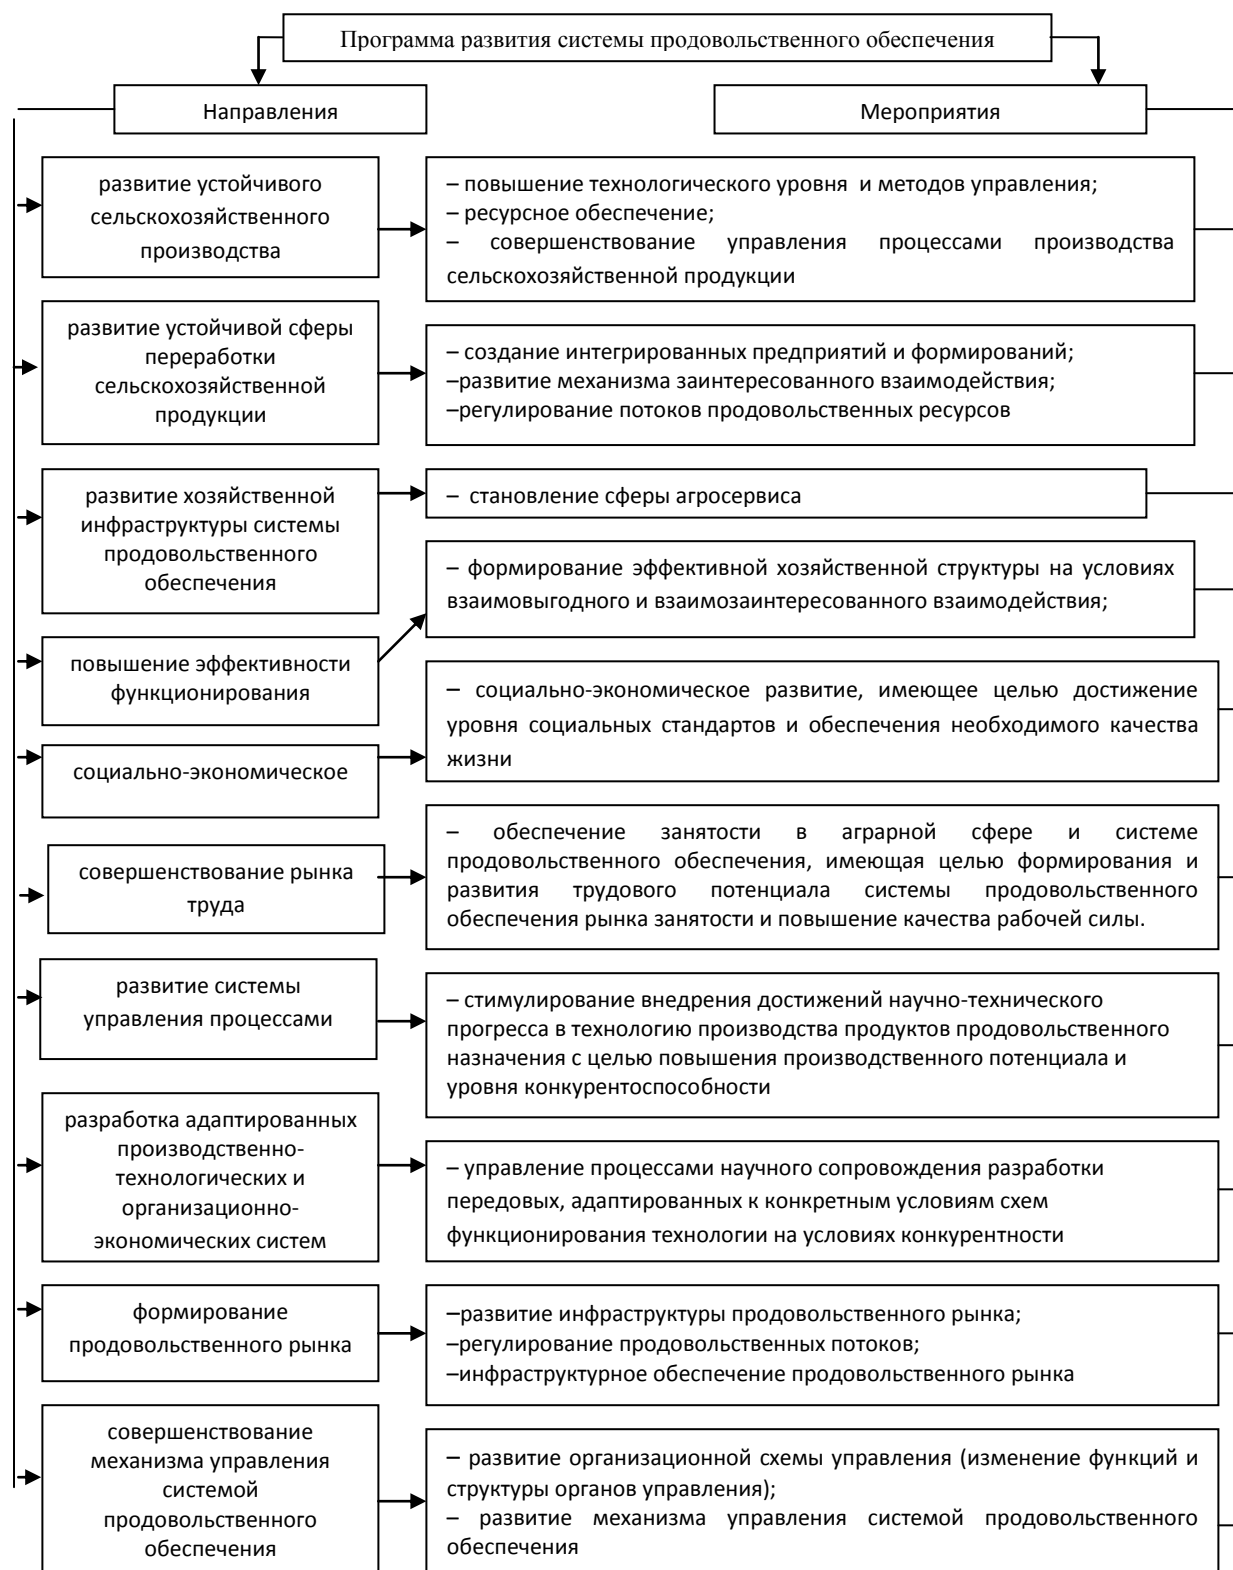 Программа развития системы продовольственного обеспечения
Направления
Мероприятия
развитие устойчивого
сельскохозяйственного
производства
– повышение технологического уровня и методов управления;
– ресурсное обеспечение;
– совершенствование управления процессами производства
сельскохозяйственной продукции
развитие устойчивой сферы
переработки
сельскохозяйственной
продукции
– создание интегрированных предприятий и формирований;
–развитие механизма заинтересованного взаимодействия;
–регулирование потоков продовольственных ресурсов
развитие хозяйственной
инфраструктуры системы
продовольственного
обеспечения
– становление сферы агросервиса
– формирование эффективной хозяйственной структуры на условиях
взаимовыгодного и взаимозаинтересованного взаимодействия;
повышение эффективности
функционирования
– социально-экономическое развитие, имеющее целью достижение
уровня социальных стандартов и обеспечения необходимого качества
жизни
социально-экономическое
– обеспечение занятости в аграрной сфере и системе
продовольственного обеспечения, имеющая целью формирования и
развития трудового потенциала системы продовольственного
обеспечения рынка занятости и повышение качества рабочей силы.
совершенствование рынка
труда
развитие системы
управления процессами
– стимулирование внедрения достижений научно-технического
прогресса в технологию производства продуктов продовольственного
назначения с целью повышения производственного потенциала и
уровня конкурентоспособности
разработка адаптированных
производственно-
технологических и
организационно-
экономических систем
– управление процессами научного сопровождения разработки
передовых, адаптированных к конкретным условиям схем
функционирования технологии на условиях конкурентности
формирование
продовольственного рынка
–развитие инфраструктуры продовольственного рынка;
–регулирование продовольственных потоков;
–инфраструктурное обеспечение продовольственного рынка
совершенствование
механизма управления
системой
продовольственного
обеспечения
– развитие организационной схемы управления (изменение функций и
структуры органов управления);
– развитие механизма управления системой продовольственного
обеспечения